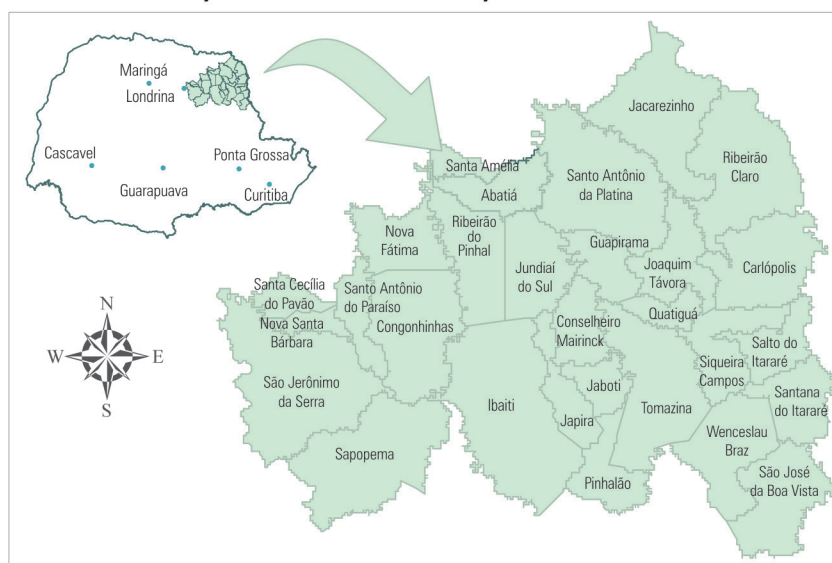 Maringá
Londrina
Cascavel
Guarapuava
Ponta Grossa
Curitiba
N
W
E
S
Jacarezinho
Ribeirão
Claro
Santa Amélia
Abatiá
Santo Antônio
da Platina
Nova
Fátima
Ribeirão
do
Pinhal
Jundiaí
do Sul
Guapirama
Joaquim
Távora
Carlópolis
Santa Cecília
do Pavão
Santo Antônio
do Paraíso
Nova Santa
Bárbara
Congonhinhas
Conselheiro
Mairinck
Quatiguá
Salto do
Itararé
Siqueira
Campos
São Jerônimo
da Serra
Ibaiti
Jaboti
Japira
Tomazina
Santana
do Itararé
Wenceslau
Braz
Sapopema
Pinhalão
São José
da Boa Vista